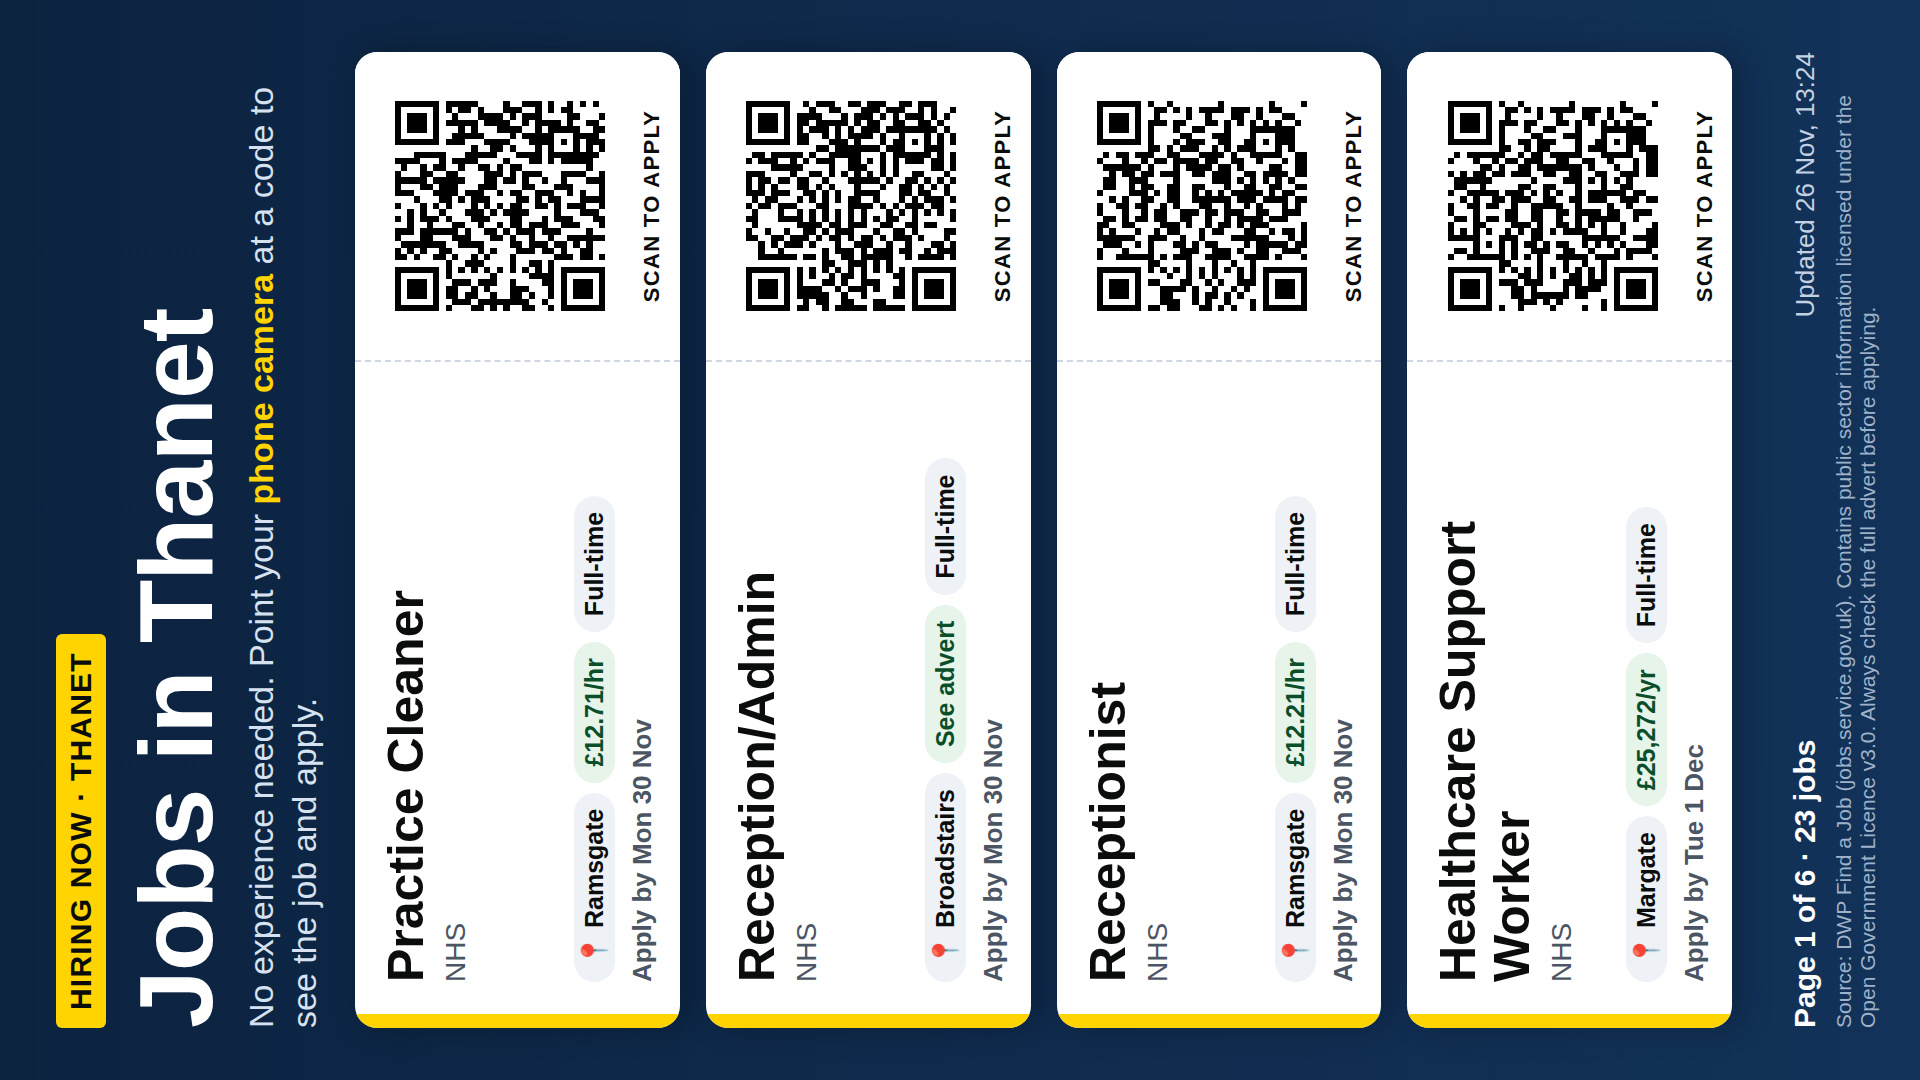 HIRING NOW · THANET
Jobs in Thanet
No experience needed. Point your phone camera at a code to
see the job and apply.
Practice Cleaner
NHS
Ramsgate £12.71/hr Full-time
Apply by Mon 30 Nov
SCAN TO APPLY
Reception/Admin
NHS
Broadstairs See advert Full-time
Apply by Mon 30 Nov
SCAN TO APPLY
Receptionist
NHS
Ramsgate £12.21/hr Full-time
Apply by Mon 30 Nov
SCAN TO APPLY
Healthcare Support
Worker
NHS
Margate £25,272/yr Full-time
Apply by Tue 1 Dec
SCAN TO APPLY
Page 1 of 6 · 23 jobs
Updated 26 Nov, 13:24
Source: DWP Find a Job (jobs.service.gov.uk). Contains public sector information licensed under the
Open Government Licence v3.0. Always check the full advert before applying.